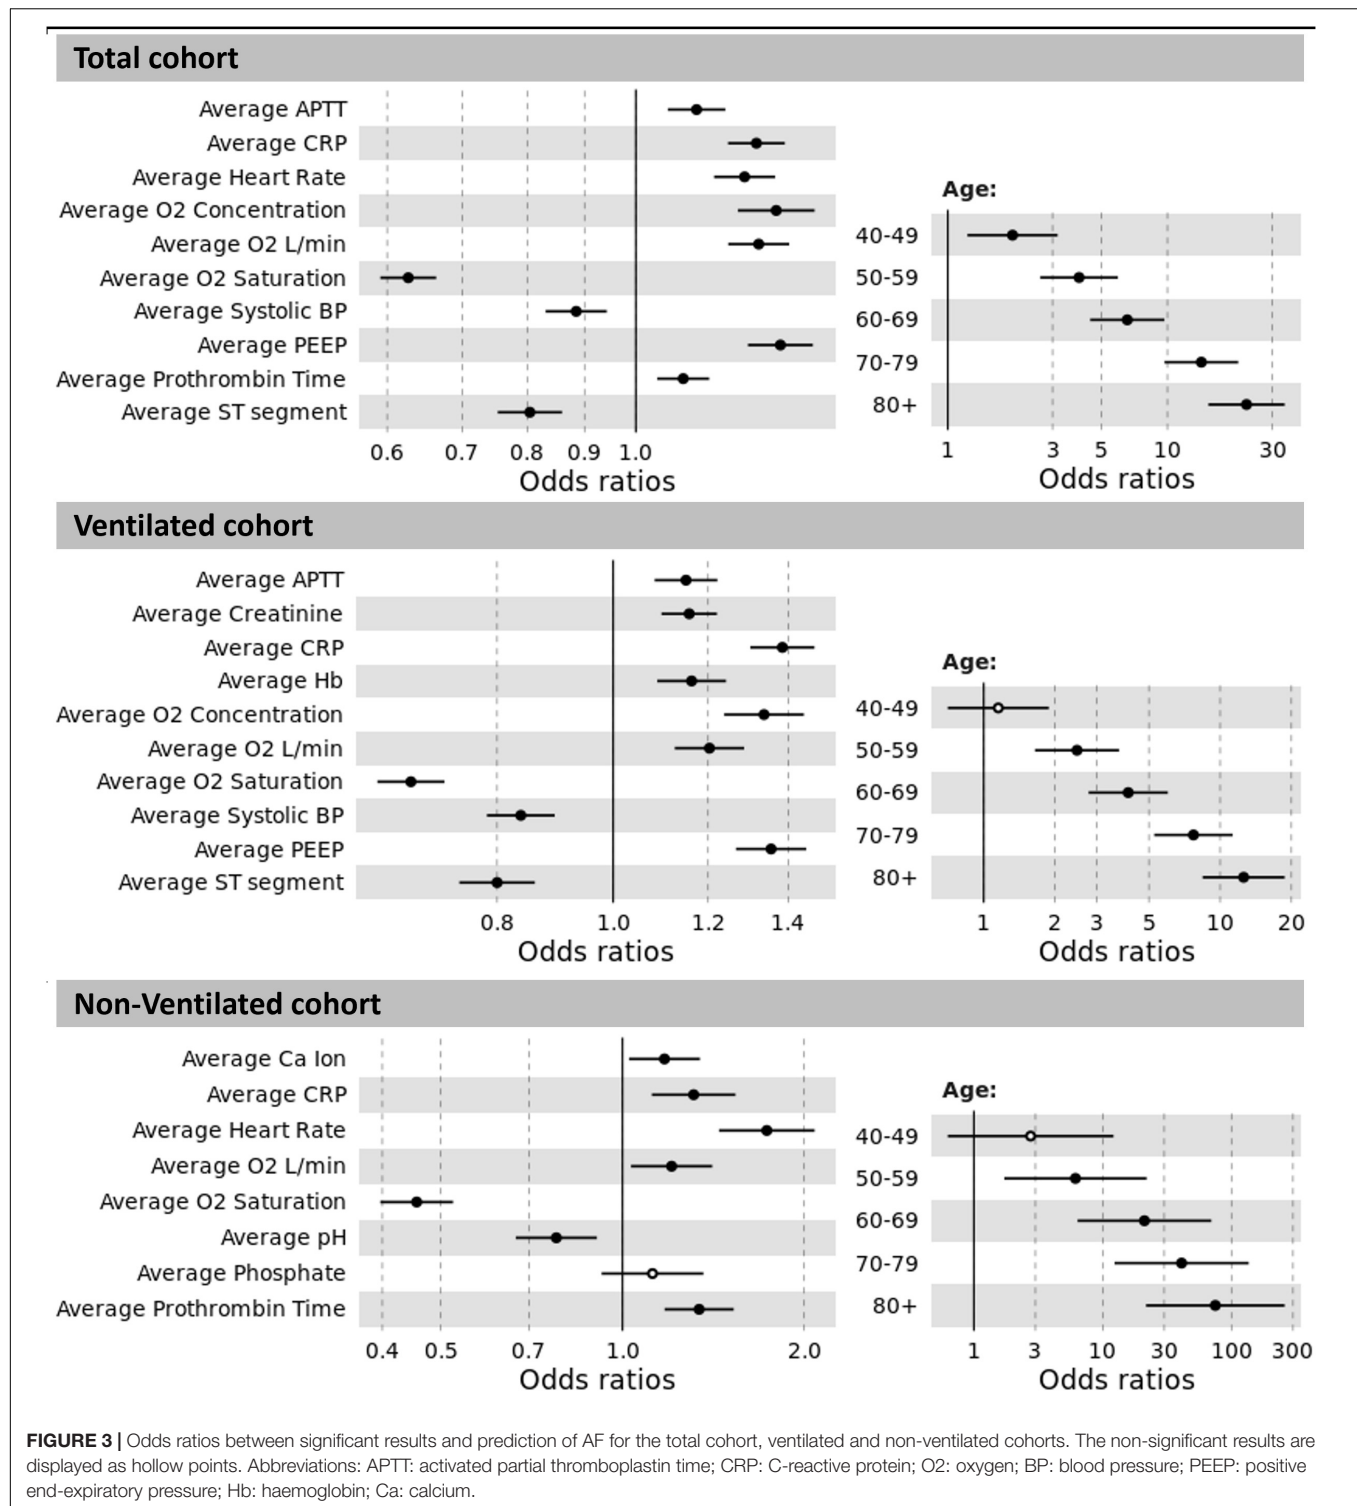 Total cohort
Average APTT
Average CRP
Average Heart Rate
Average O2 Concentration
Average O2 L/min
Average O2 Saturation
Average Systolic BP
Average PEEP
Average Prothrombin Time
Average ST segment
0.6 0.7 0.8 0.9 1.0
Odds ratios
Age:
40-49
50-59
60-69
70-79
80+
1 3 5 10 30
Odds ratios
Ventilated cohort
Average APTT
Average Creatinine
Average CRP
Average Hb
Average O2 Concentration
Average O2 L/min
Average O2 Saturation
Average Systolic BP
Average PEEP
Average ST segment
0.8 1.0 1.2 1.4
Odds ratios
Age:
40-49
50-59
60-69
70-79
80+
1 2 3 5 10 20
Odds ratios
Non-Ventilated cohort
Average Ca Ion
Average CRP
Average Heart Rate
Average O2 L/min
Average O2 Saturation
Average pH
Average Phosphate
Average Prothrombin Time
0.4 0.5 0.7 1.0 2.0
Odds ratios
Age:
40-49
50-59
60-69
70-79
80+
1 3 10 30 100 300
Odds ratios
FIGURE 3 | Odds ratios between significant results and prediction of AF for the total cohort, ventilated and non-ventilated cohorts. The non-significant results are
displayed as hollow points. Abbreviations: APTT: activated partial thromboplastin time; CRP: C-reactive protein; O2: oxygen; BP: blood pressure; PEEP: positive
end-expiratory pressure; Hb: haemoglobin; Ca: calcium.